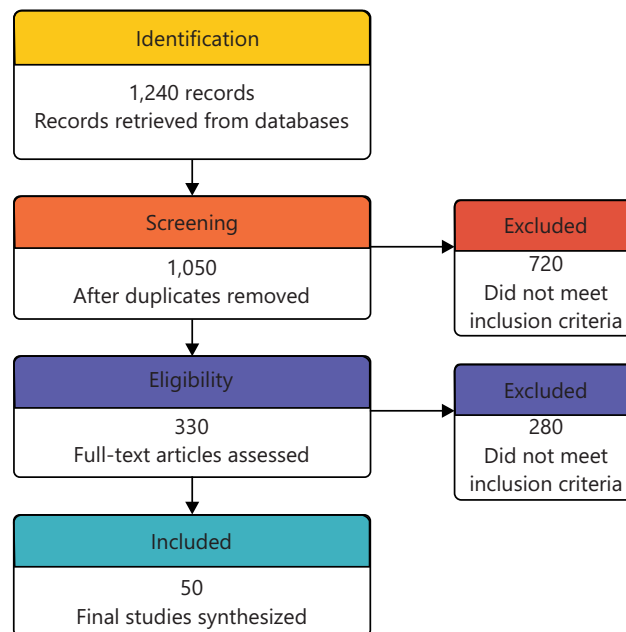 Identification
1,240 records
Records retrieved from databases
Screening
1,050
After duplicates removed
Excluded
720
Did not meet
inclusion criteria
Eligibility
330
Full-text articles assessed
Excluded
280
Did not meet
inclusion criteria
Included
50
Final studies synthesized